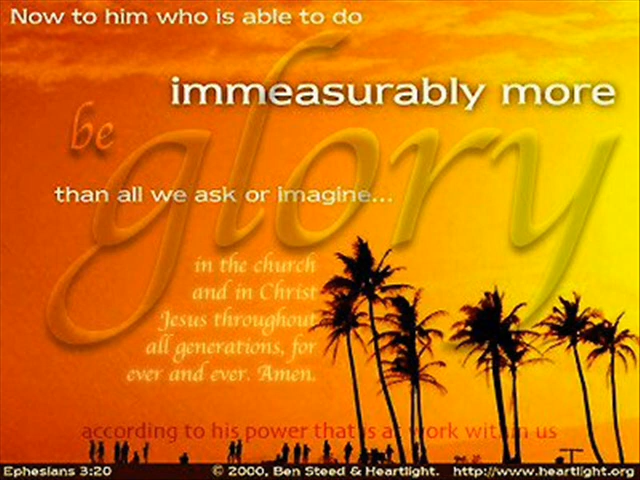 Now to him who is able to do
immeasurably more
be
glory
than all we ask or imagine...
in the church
and in Christ
Jesus throughout
all generations, for
ever and ever. Amen.
according to his power that is at work within us
Ephesians 3:20 © 2000, Ben Steed & Heartlight. http://www.heartlight.org